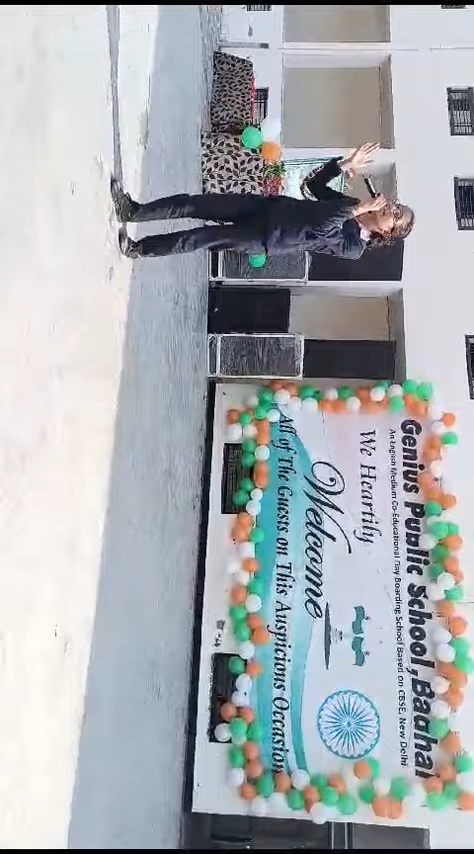 Genius Public School, Baghai
An English Medium Co-Educational Day Boarding School Based on CBSE, New Delhi
We Heartily
Welcome
All of The Guests on This Auspicious Occasion